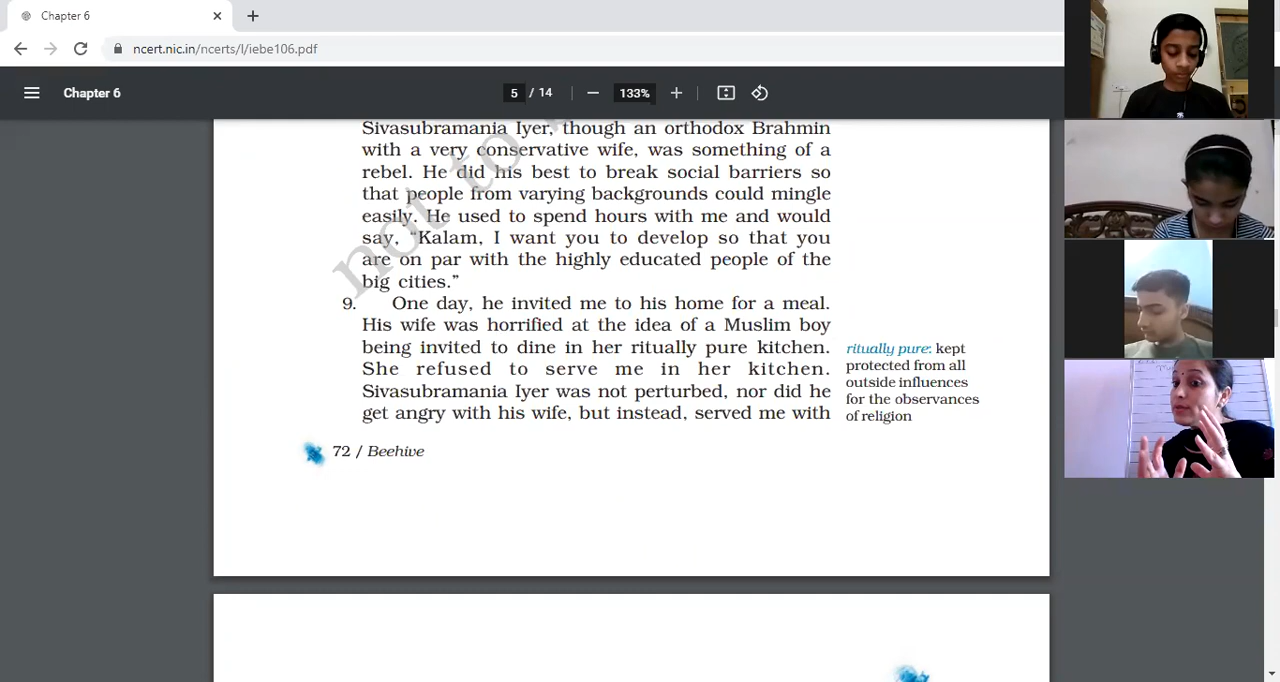 Chapter 6
ncert.nic.in/ncerts/l/iebe106.pdf
Chapter 6
5 / 14
133%
Sivasubramania Iyer, though an orthodox Brahmin
with a very conservative wife, was something of a
rebel. He did his best to break social barriers so
that people from varying backgrounds could mingle
easily. He used to spend hours with me and would
say, “Kalam, I want you to develop so that you
are on par with the highly educated people of the
big cities.”
9. One day, he invited me to his home for a meal.
His wife was horrified at the idea of a Muslim boy
being invited to dine in her ritually pure kitchen.
She refused to serve me in her kitchen.
Sivasubramania Iyer was not perturbed, nor did he
get angry with his wife, but instead, served me with
ritually pure: kept
protected from all
outside influences
for the observances
of religion
72 / Beehive
not to